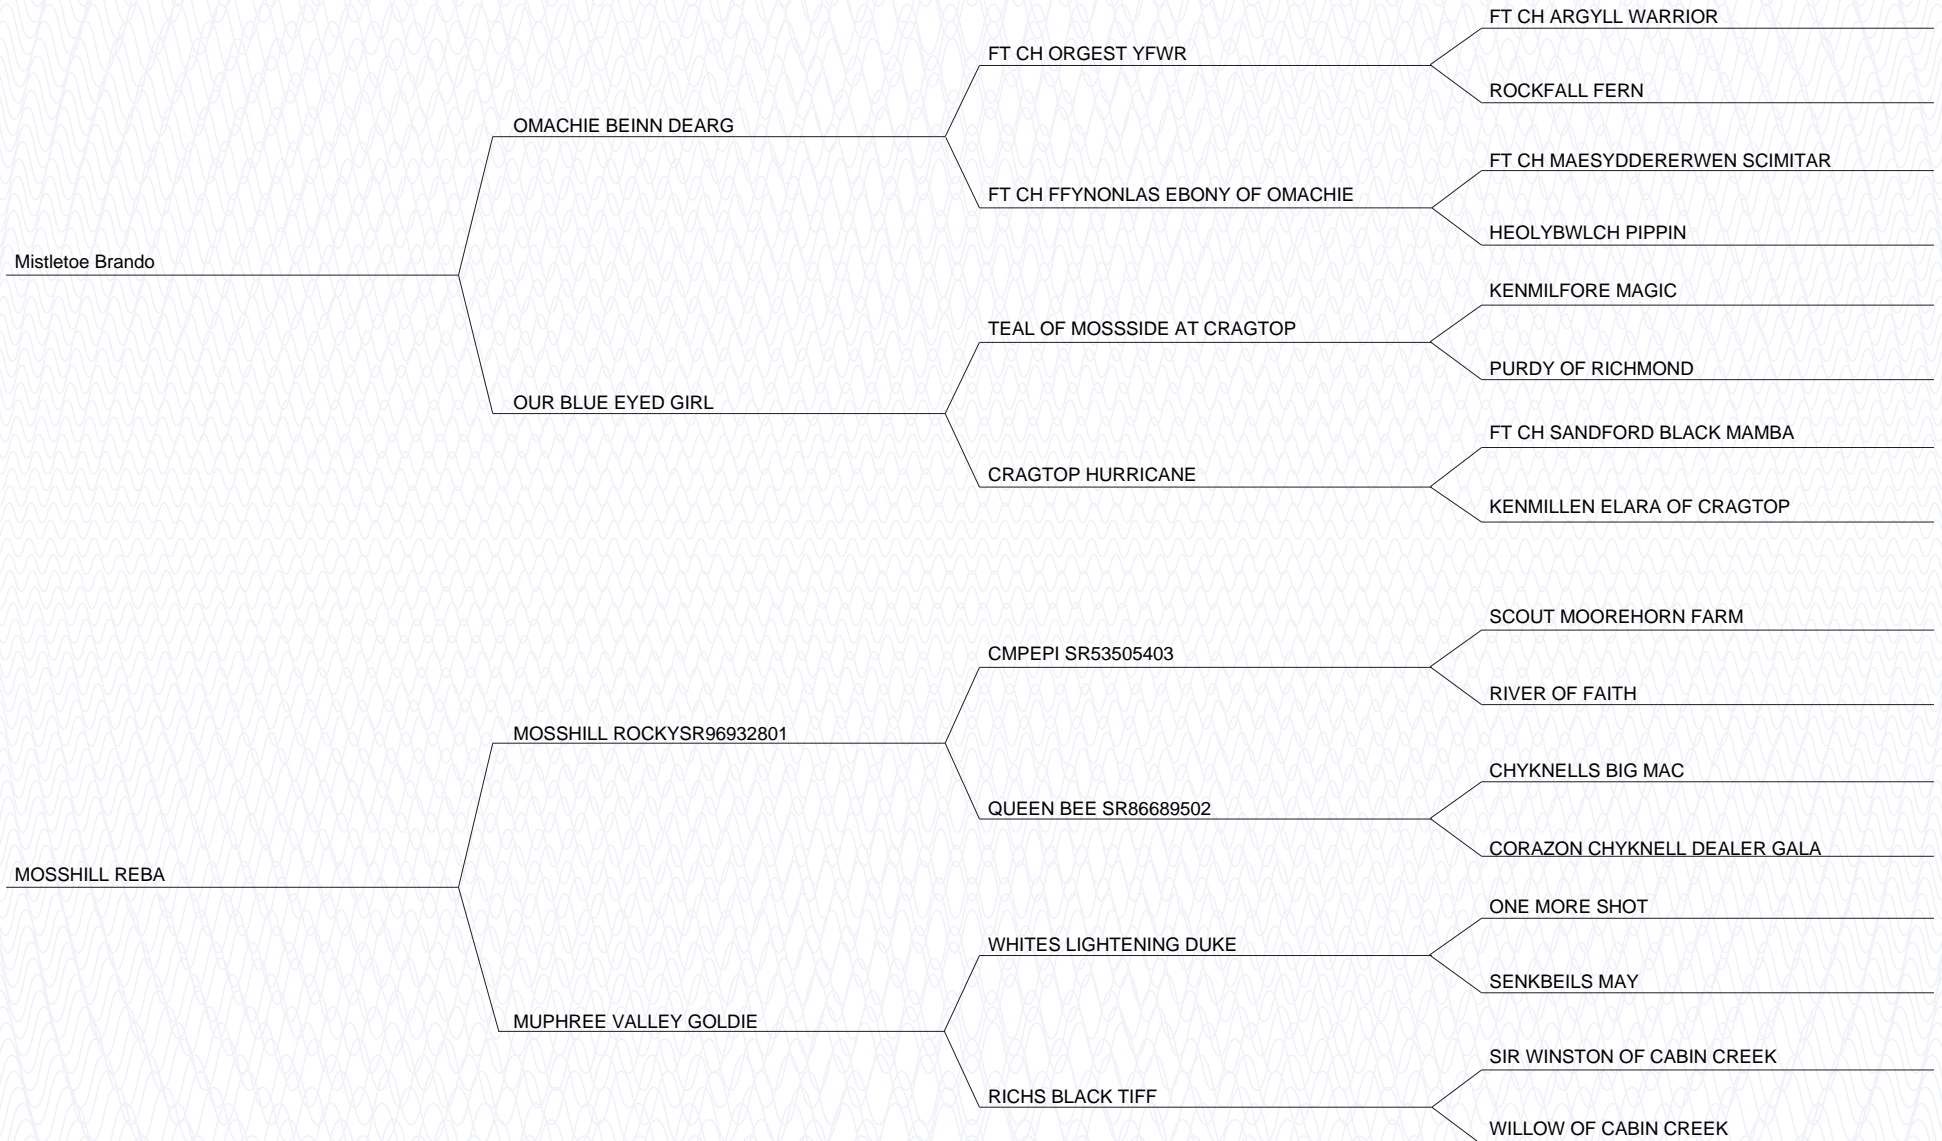 FT CH ARGYLL WARRIOR
FT CH ORGEST YFWR
ROCKFALL FERN
OMACHIE BEINN DEARG
FT CH MAESYDDERERWEN SCIMITAR
FT CH FFYNONLAS EBONY OF OMACHIE
HEOLYBWLCH PIPPIN
Mistletoe Brando
KENMILFORE MAGIC
TEAL OF MOSSSIDE AT CRAGTOP
PURDY OF RICHMOND
OUR BLUE EYED GIRL
FT CH SANDFORD BLACK MAMBA
CRAGTOP HURRICANE
KENMILLEN ELARA OF CRAGTOP
SCOUT MOOREHORN FARM
CMPEPI SR53505403
RIVER OF FAITH
MOSSHILL ROCKYSR96932801
CHYKNELLS BIG MAC
QUEEN BEE SR86689502
CORAZON CHYKNELL DEALER GALA
MOSSHILL REBA
ONE MORE SHOT
WHITES LIGHTENING DUKE
SENKBEILS MAY
MUPHREE VALLEY GOLDIE
SIR WINSTON OF CABIN CREEK
RICHS BLACK TIFF
WILLOW OF CABIN CREEK